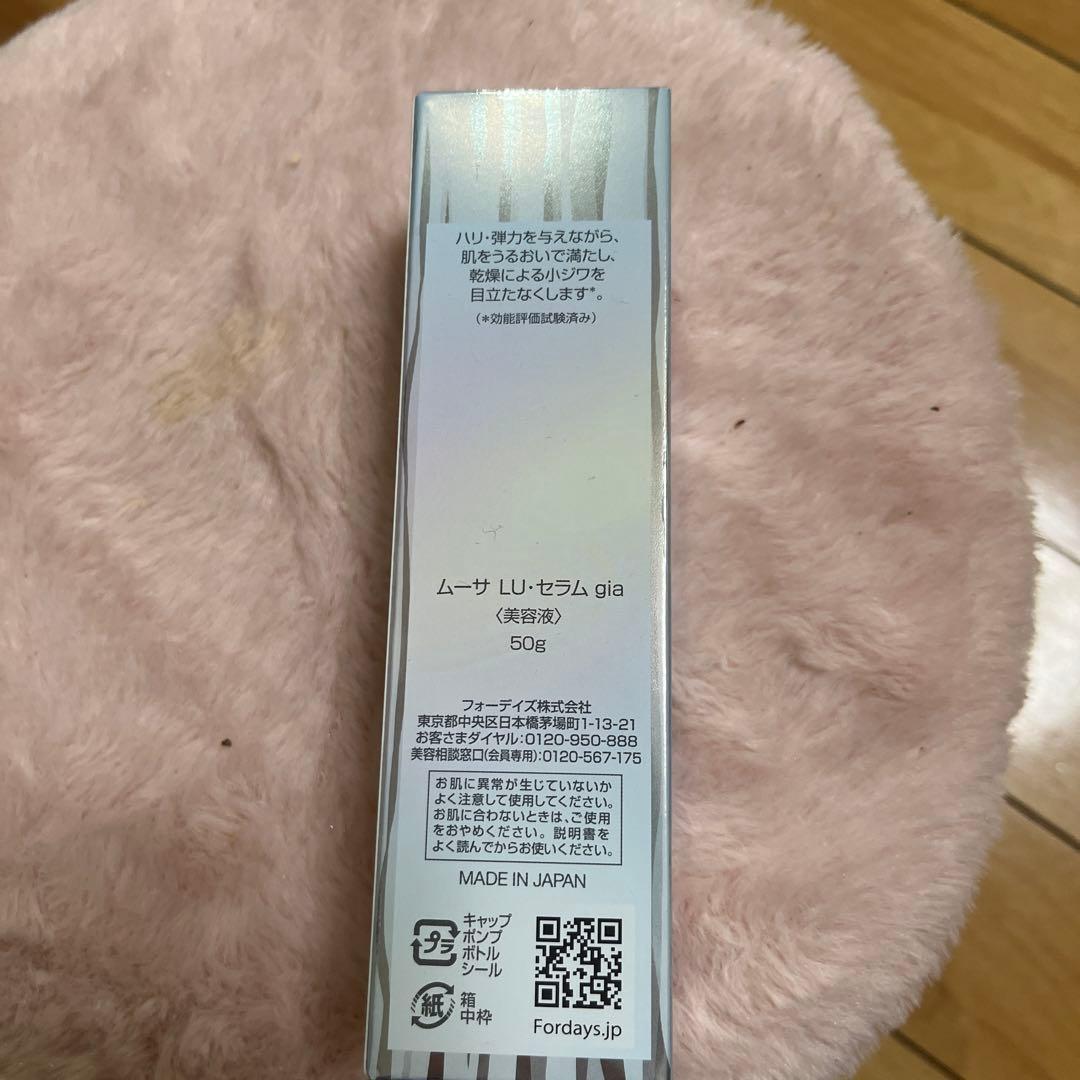 ハリ・弾力を与えながら、
肌をうるおいで満たし、
乾燥による小ジワを
目立たなくします*。
(*効能評価試験済み)
ムーサ LU・セラム gia
〈美容液〉
50g
フォーデイズ株式会社
東京都中央区日本橋茅場町1-13-21
お客さまダイヤル:0120-950-888
美容相談窓口(会員専用):0120-567-175
お肌に異常が生じていないか
よく注意して使用してください。
お肌に合わないときは、ご使用
をおやめください。説明書を
よく読んでからお使いください。
MADE IN JAPAN
プラ
キャップ
ポンプ
ボトル
シール
紙
箱
中枠
Fordays.jp